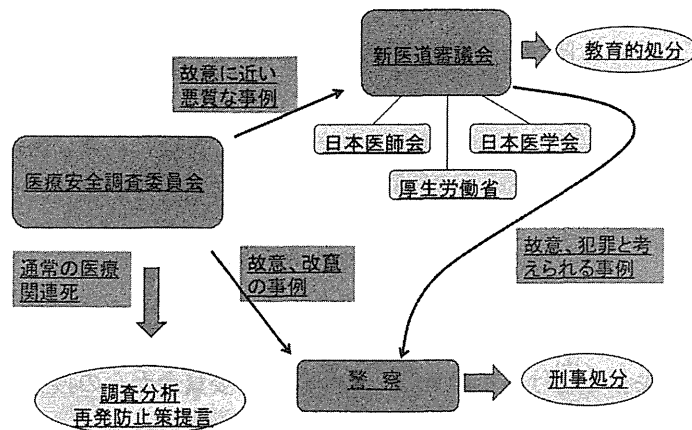 新医道審議会
教育的処分
故意に近い
悪質な事例
日本医師会
日本医学会
厚生労働省
医療安全調査委員会
通常の医療
関連死
故意、改竄
の事例
故意、犯罪と考
えられる事例
調査分析
再発防止策提言
警 察
刑事処分